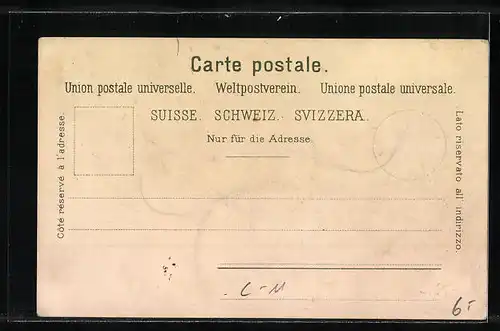 Carte postale.
Union postale universelle. Weltpostverein. Unione postale universale.
SUISSE. SCHWEIZ. SVIZZERA.
Nur für die Adresse
Côté réservé à l'adresse.
Lato riservato all' indirizzo.
C-M
6-